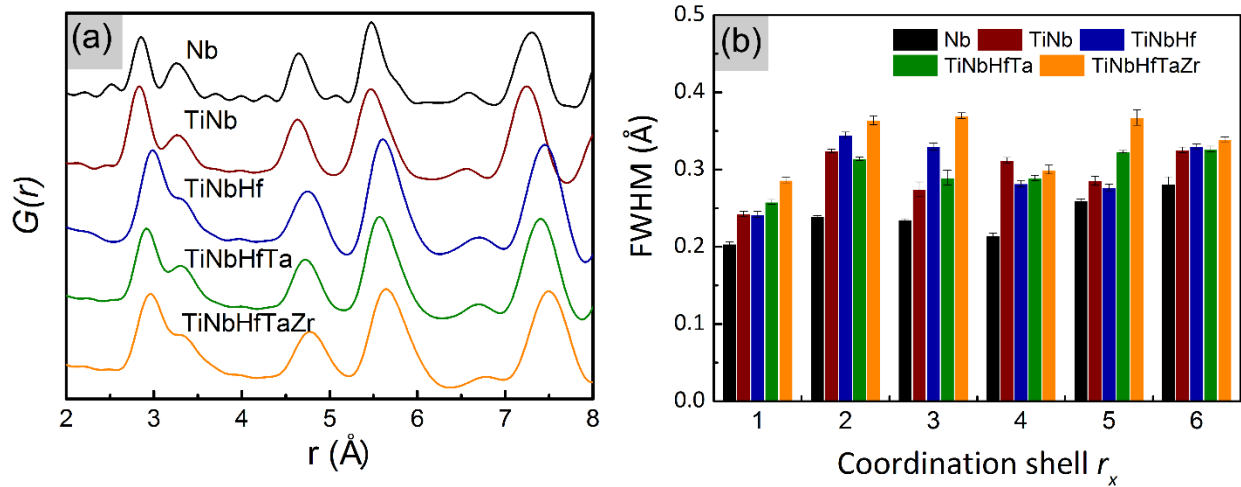 (a)
Nb
TiNb
TiNbHf
TiNbHfTa
TiNbHfTaZr
G(r)
2 3 4 5 6 7 8
r (Å)
(b)
Nb TiNb TiNbHf
TiNbHfTa TiNbHfTaZr
0.5
0.4
0.3
0.2
0.1
0.0
FWHM (Å)
1 2 3 4 5 6
Coordination shell rₓ